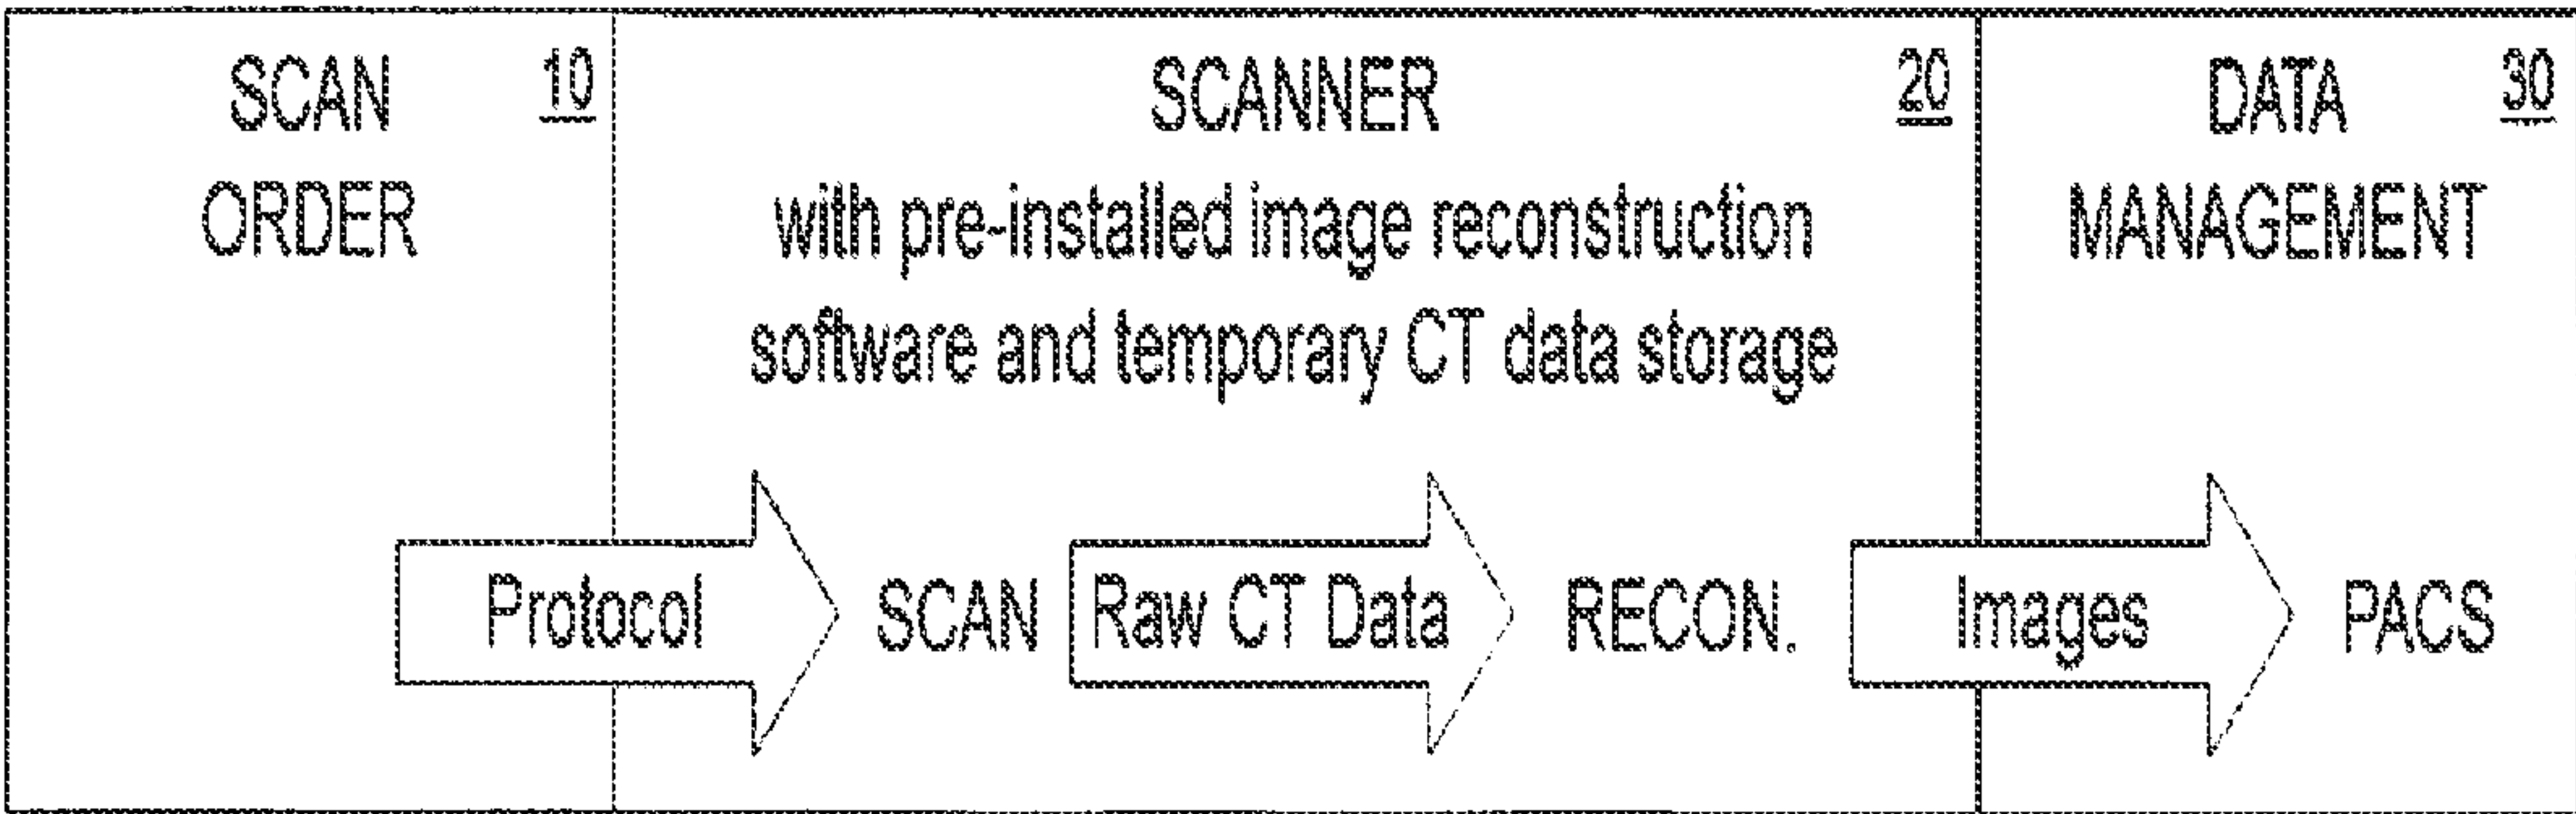 SCAN 10
ORDER
SCANNER 20
with pre-installed image reconstruction
software and temporary CT data storage
DATA 30
MANAGEMENT
Protocol SCAN Raw CT Data RECON. Images PACS